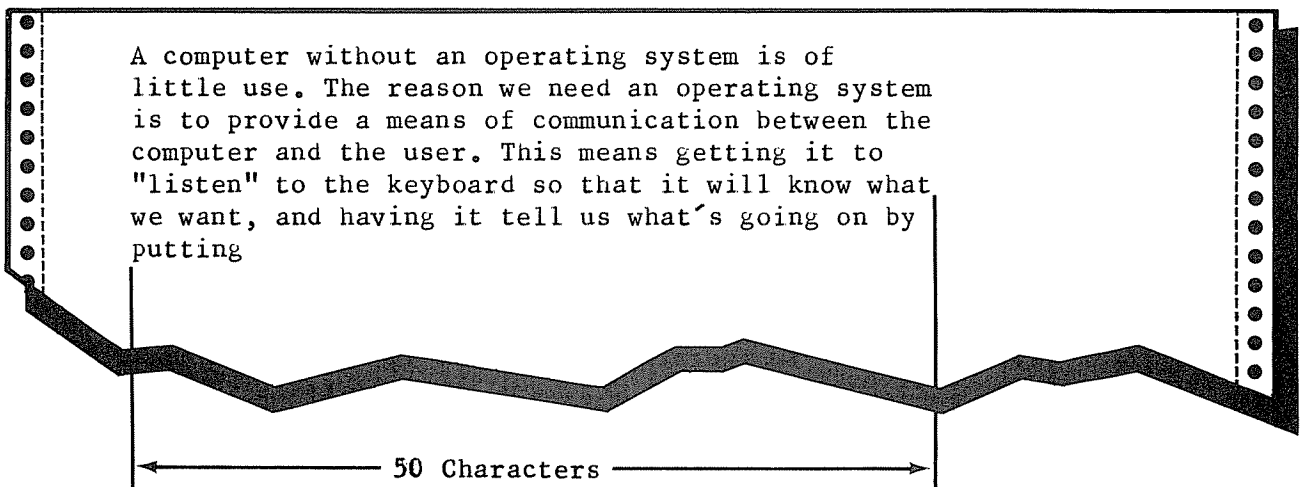 A computer without an operating system is of
little use. The reason we need an operating system
is to provide a means of communication between the
computer and the user. This means getting it to
"listen" to the keyboard so that it will know what
we want, and having it tell us what's going on by
putting
50 Characters